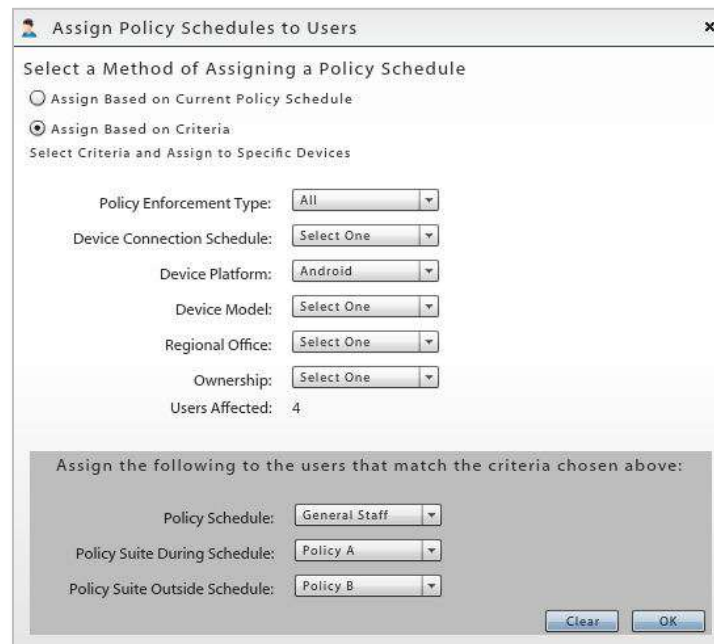 Assign Policy Schedules to Users
Select a Method of Assigning a Policy Schedule
Assign Based on Current Policy Schedule
Assign Based on Criteria
Select Criteria and Assign to Specific Devices
Policy Enforcement Type: All
Device Connection Schedule: Select One
Device Platform: Android
Device Model: Select One
Regional Office: Select One
Ownership: Select One
Users Affected: 4
Assign the following to the users that match the criteria chosen above:
Policy Schedule: General Staff
Policy Suite During Schedule: Policy A
Policy Suite Outside Schedule: Policy B
Clear OK